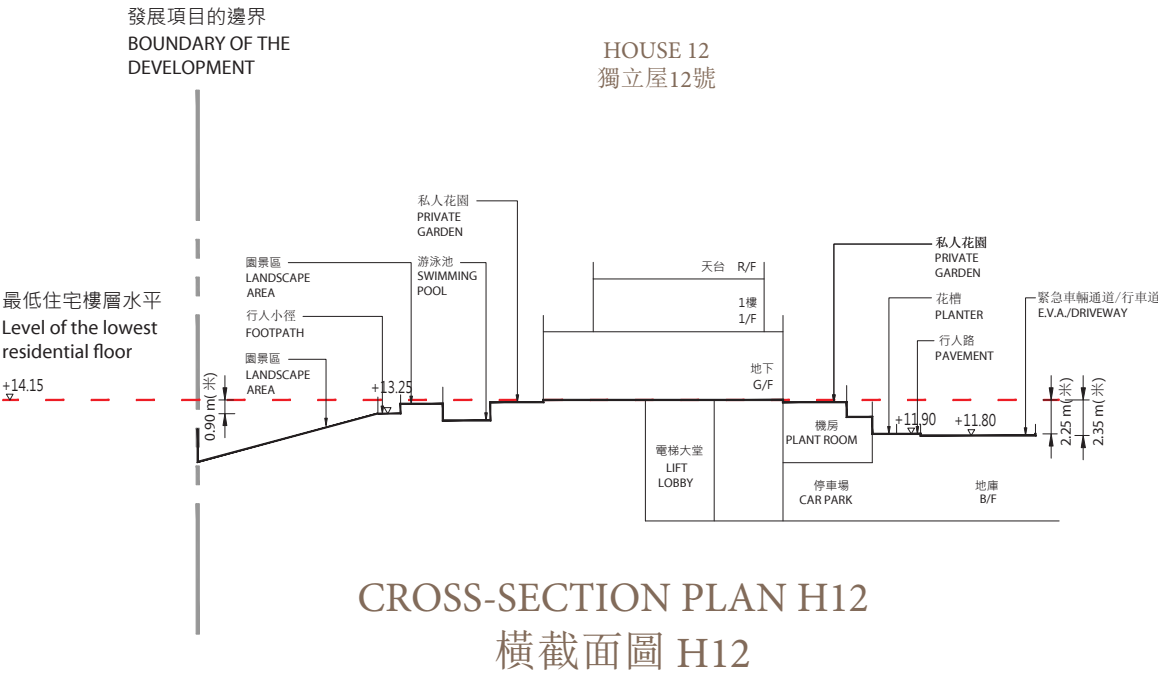 發展項目的邊界
BOUNDARY OF THE
DEVELOPMENT
HOUSE 12
獨立屋12號
私人花園
PRIVATE
GARDEN
園景區
LANDSCAPE
AREA
游泳池
SWIMMING
POOL
行人小徑
FOOTPATH
園景區
LANDSCAPE
AREA
最低住宅樓層水平
Level of the lowest
residential floor
+14.15
0.90 m(米)
+13.25
天台 R/F
1樓
1/F
地下
G/F
私人花園
PRIVATE
GARDEN
花槽
PLANTER
緊急車輛通道/行車道
E.V.A./DRIVEWAY
行人路
PAVEMENT
+11.90
+11.80
2.25 m(米)
2.35 m(米)
電梯大堂
LIFT
LOBBY
機房
PLANT ROOM
停車場
CAR PARK
地庫
B/F
CROSS-SECTION PLAN H12
橫截面圖 H12